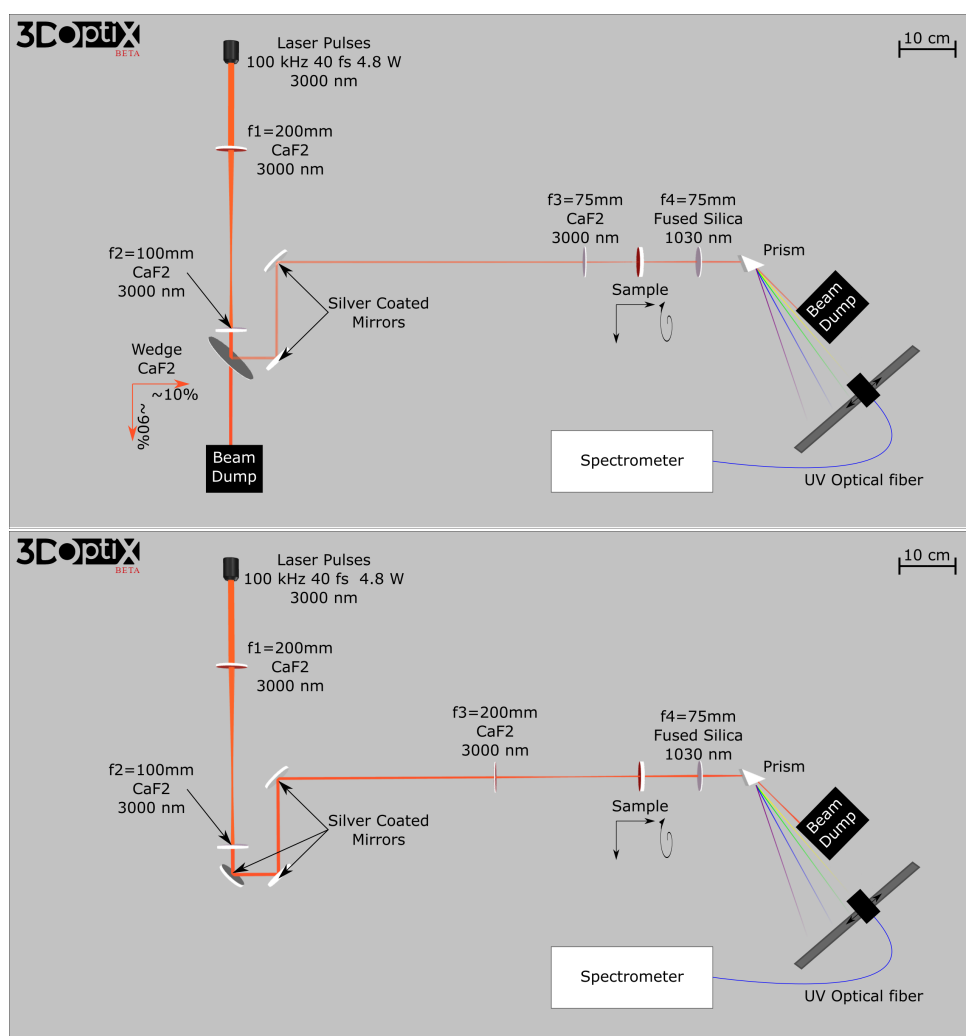 3DOptiX
BETA
Laser Pulses
100 kHz 40 fs 4.8 W
3000 nm
10 cm
f1=200mm
CaF2
3000 nm
f2=100mm
CaF2
3000 nm
f3=75mm
CaF2
3000 nm
f4=75mm
Fused Silica
1030 nm
Prism
Silver Coated
Mirrors
Sample
Beam
Dump
Wedge
CaF2
~10%
~90%
Beam
Dump
Spectrometer
UV Optical fiber
3DOptiX
BETA
Laser Pulses
100 kHz 40 fs  4.8 W
3000 nm
10 cm
f1=200mm
CaF2
3000 nm
f2=100mm
CaF2
3000 nm
f3=200mm
CaF2
3000 nm
f4=75mm
Fused Silica
1030 nm
Prism
Silver Coated
Mirrors
Sample
Beam
Dump
Spectrometer
UV Optical fiber